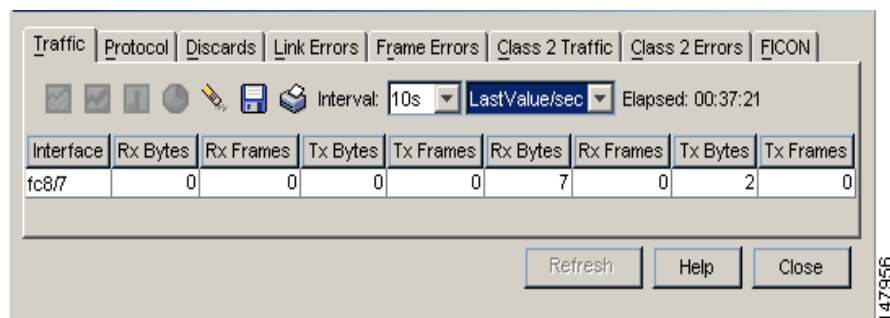 Traffic Protocol Discards Link Errors Frame Errors Class 2 Traffic Class 2 Errors FICON
Interval: 10s LastValue/sec Elapsed: 00:37:21
Interface Rx Bytes Rx Frames Tx Bytes Tx Frames Rx Bytes Rx Frames Tx Bytes Tx Frames
fc8/7 0 0 0 0 7 0 2 0
Refresh Help Close
147956